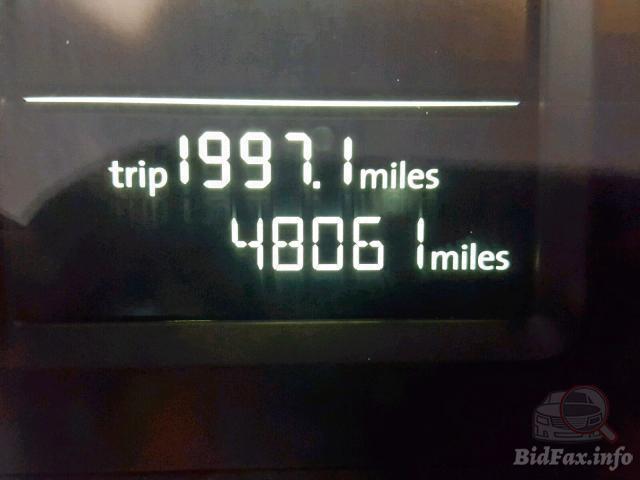 trip 1997.1 miles
48061 miles
BidFax.info